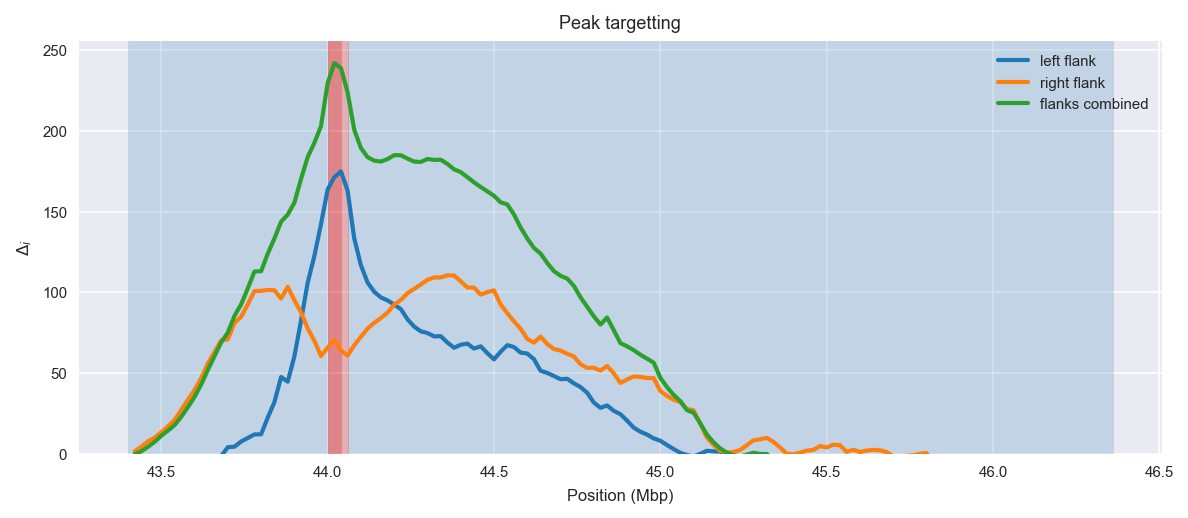 Peak targetting
250
200
150
100
50
0
Δi
left flank
right flank
flanks combined
43.5 44.0 44.5 45.0 45.5 46.0 46.5
Position (Mbp)